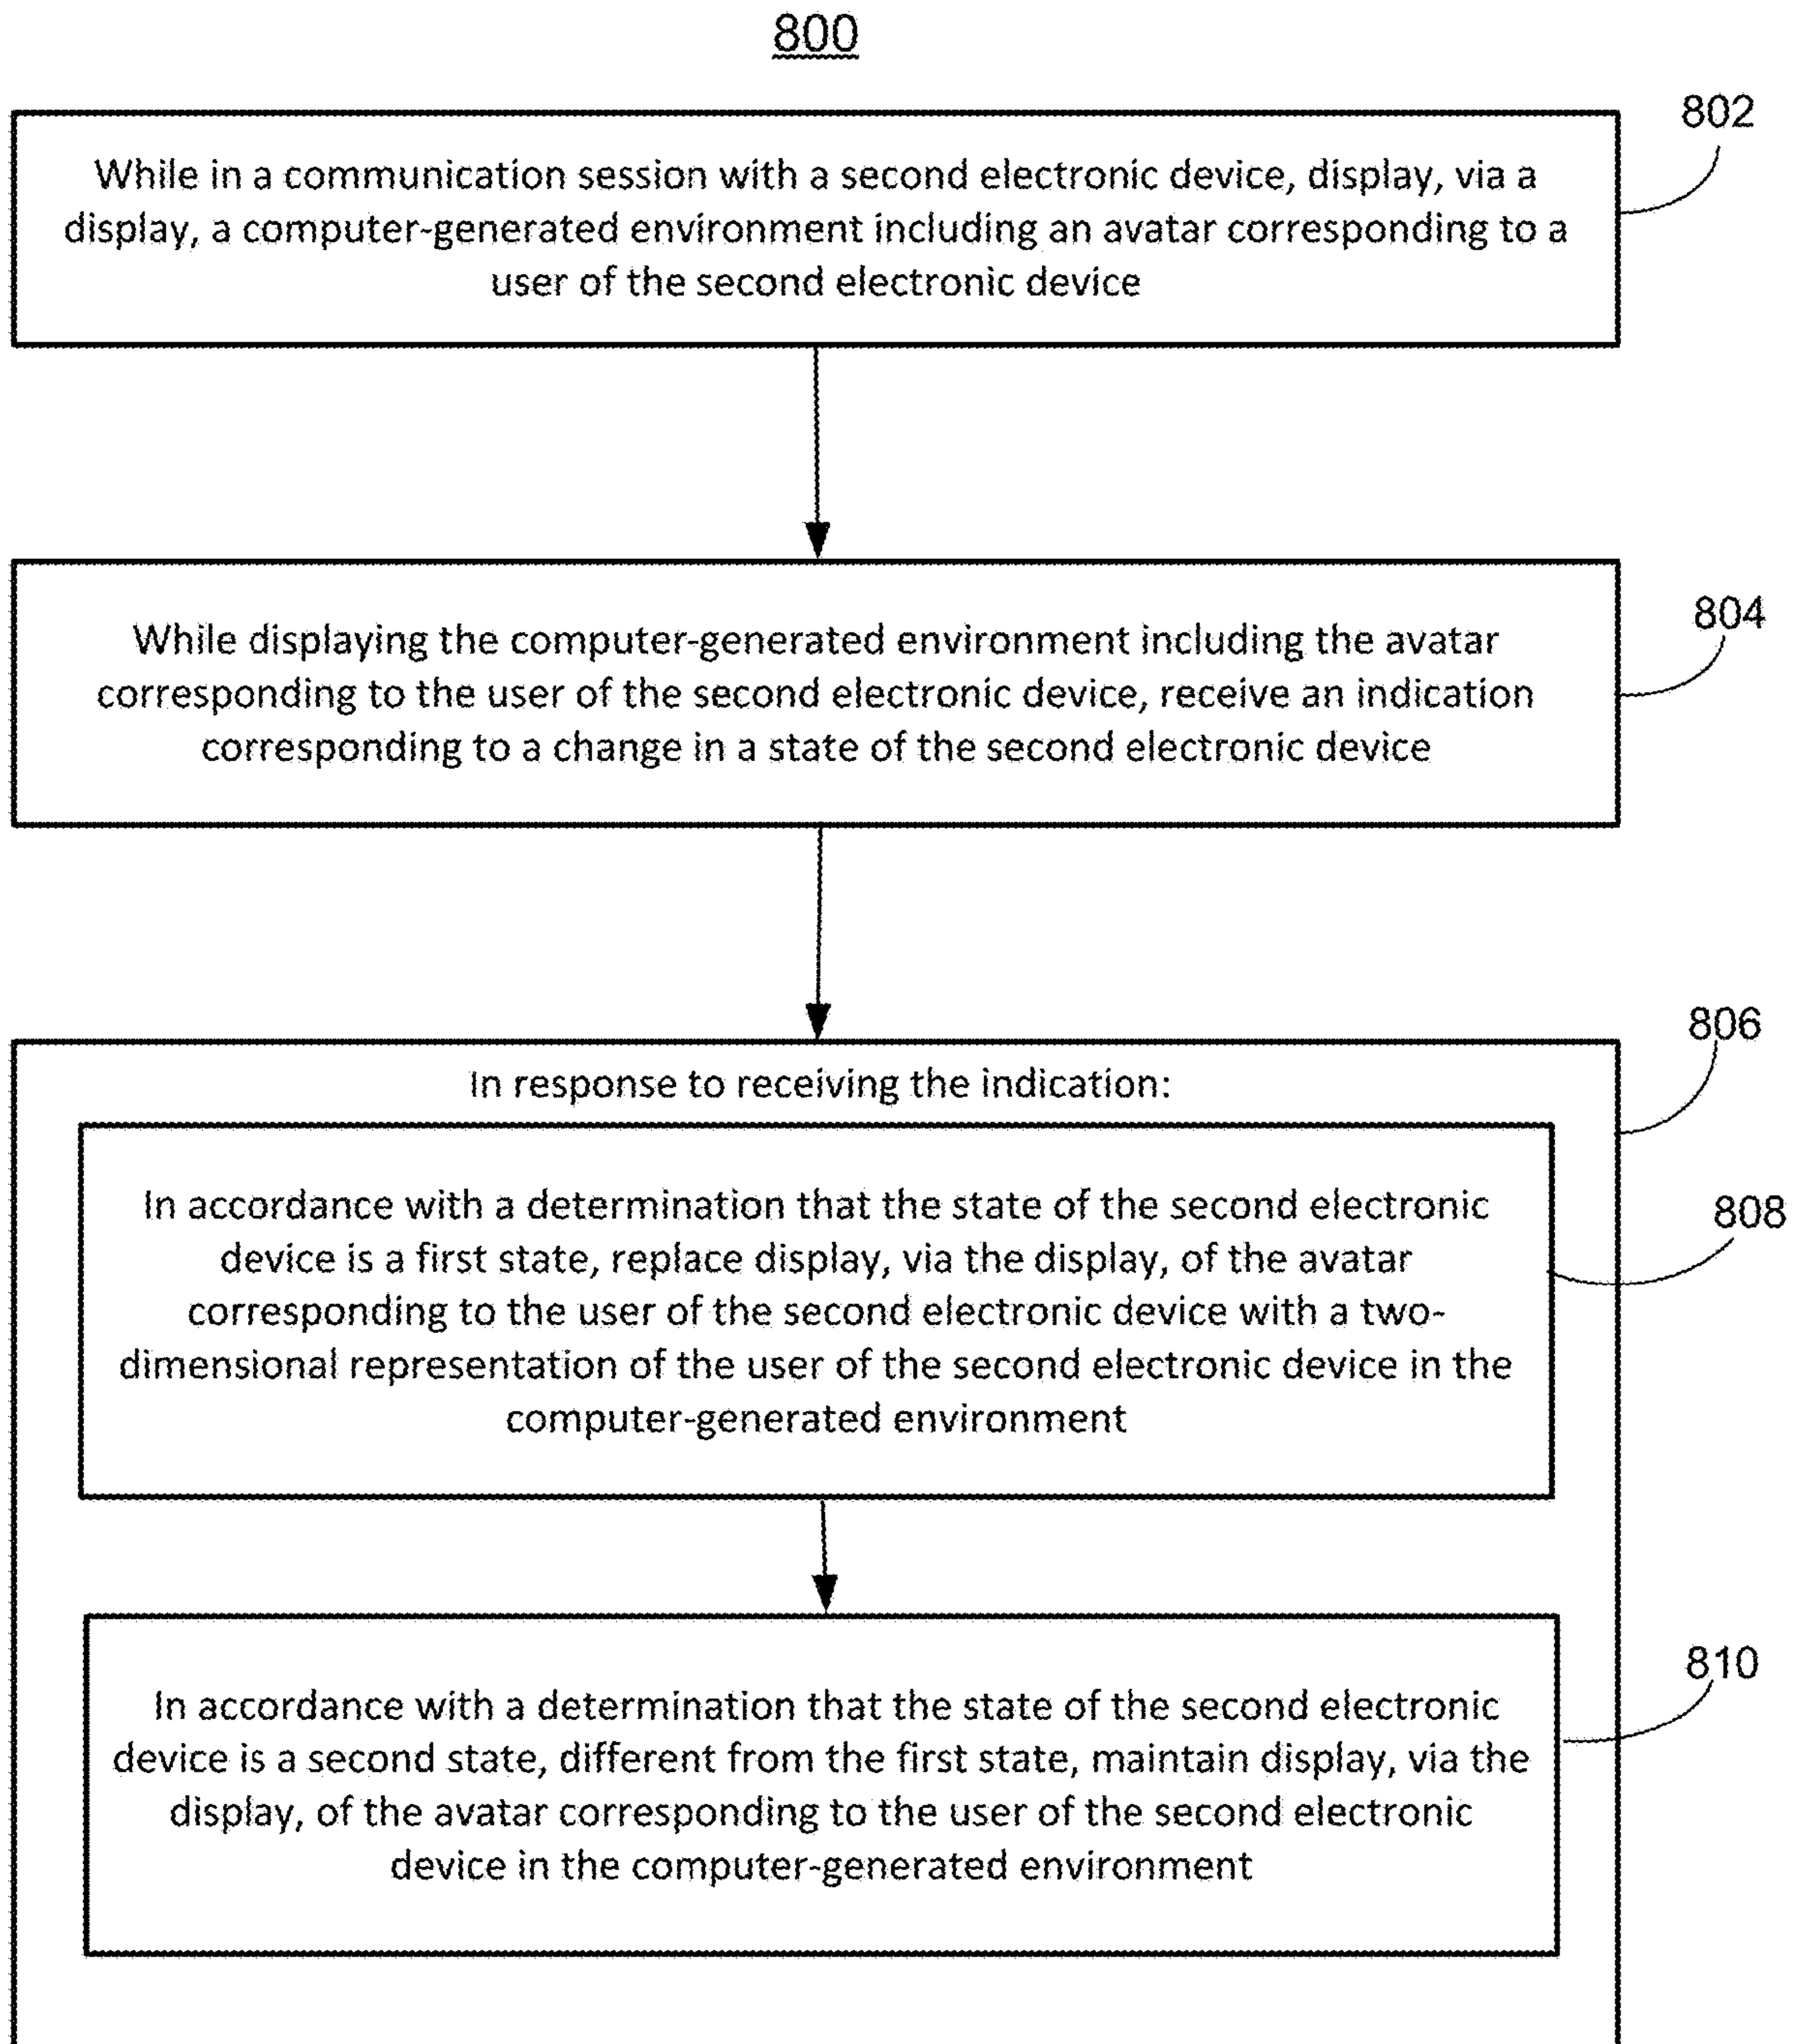 800
802
While in a communication session with a second electronic device, display, via a
display, a computer-generated environment including an avatar corresponding to a
user of the second electronic device
804
While displaying the computer-generated environment including the avatar
corresponding to the user of the second electronic device, receive an indication
corresponding to a change in a state of the second electronic device
806
In response to receiving the indication:
808
In accordance with a determination that the state of the second electronic
device is a first state, replace display, via the display, of the avatar
corresponding to the user of the second electronic device with a two-
dimensional representation of the user of the second electronic device in the
computer-generated environment
810
In accordance with a determination that the state of the second electronic
device is a second state, different from the first state, maintain display, via the
display, of the avatar corresponding to the user of the second electronic
device in the computer-generated environment